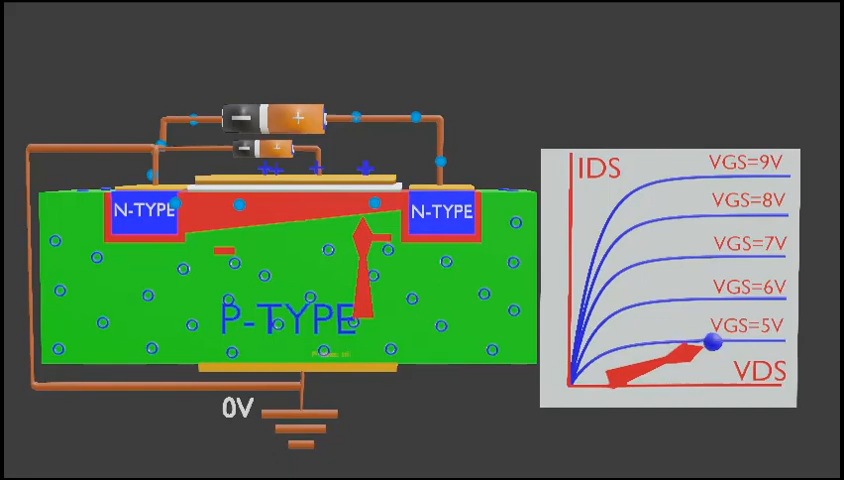 − +
− +
++ + +
N-TYPE
N-TYPE
P-TYPE
0V
IDS
VGS=9V
VGS=8V
VGS=7V
VGS=6V
VGS=5V
VDS